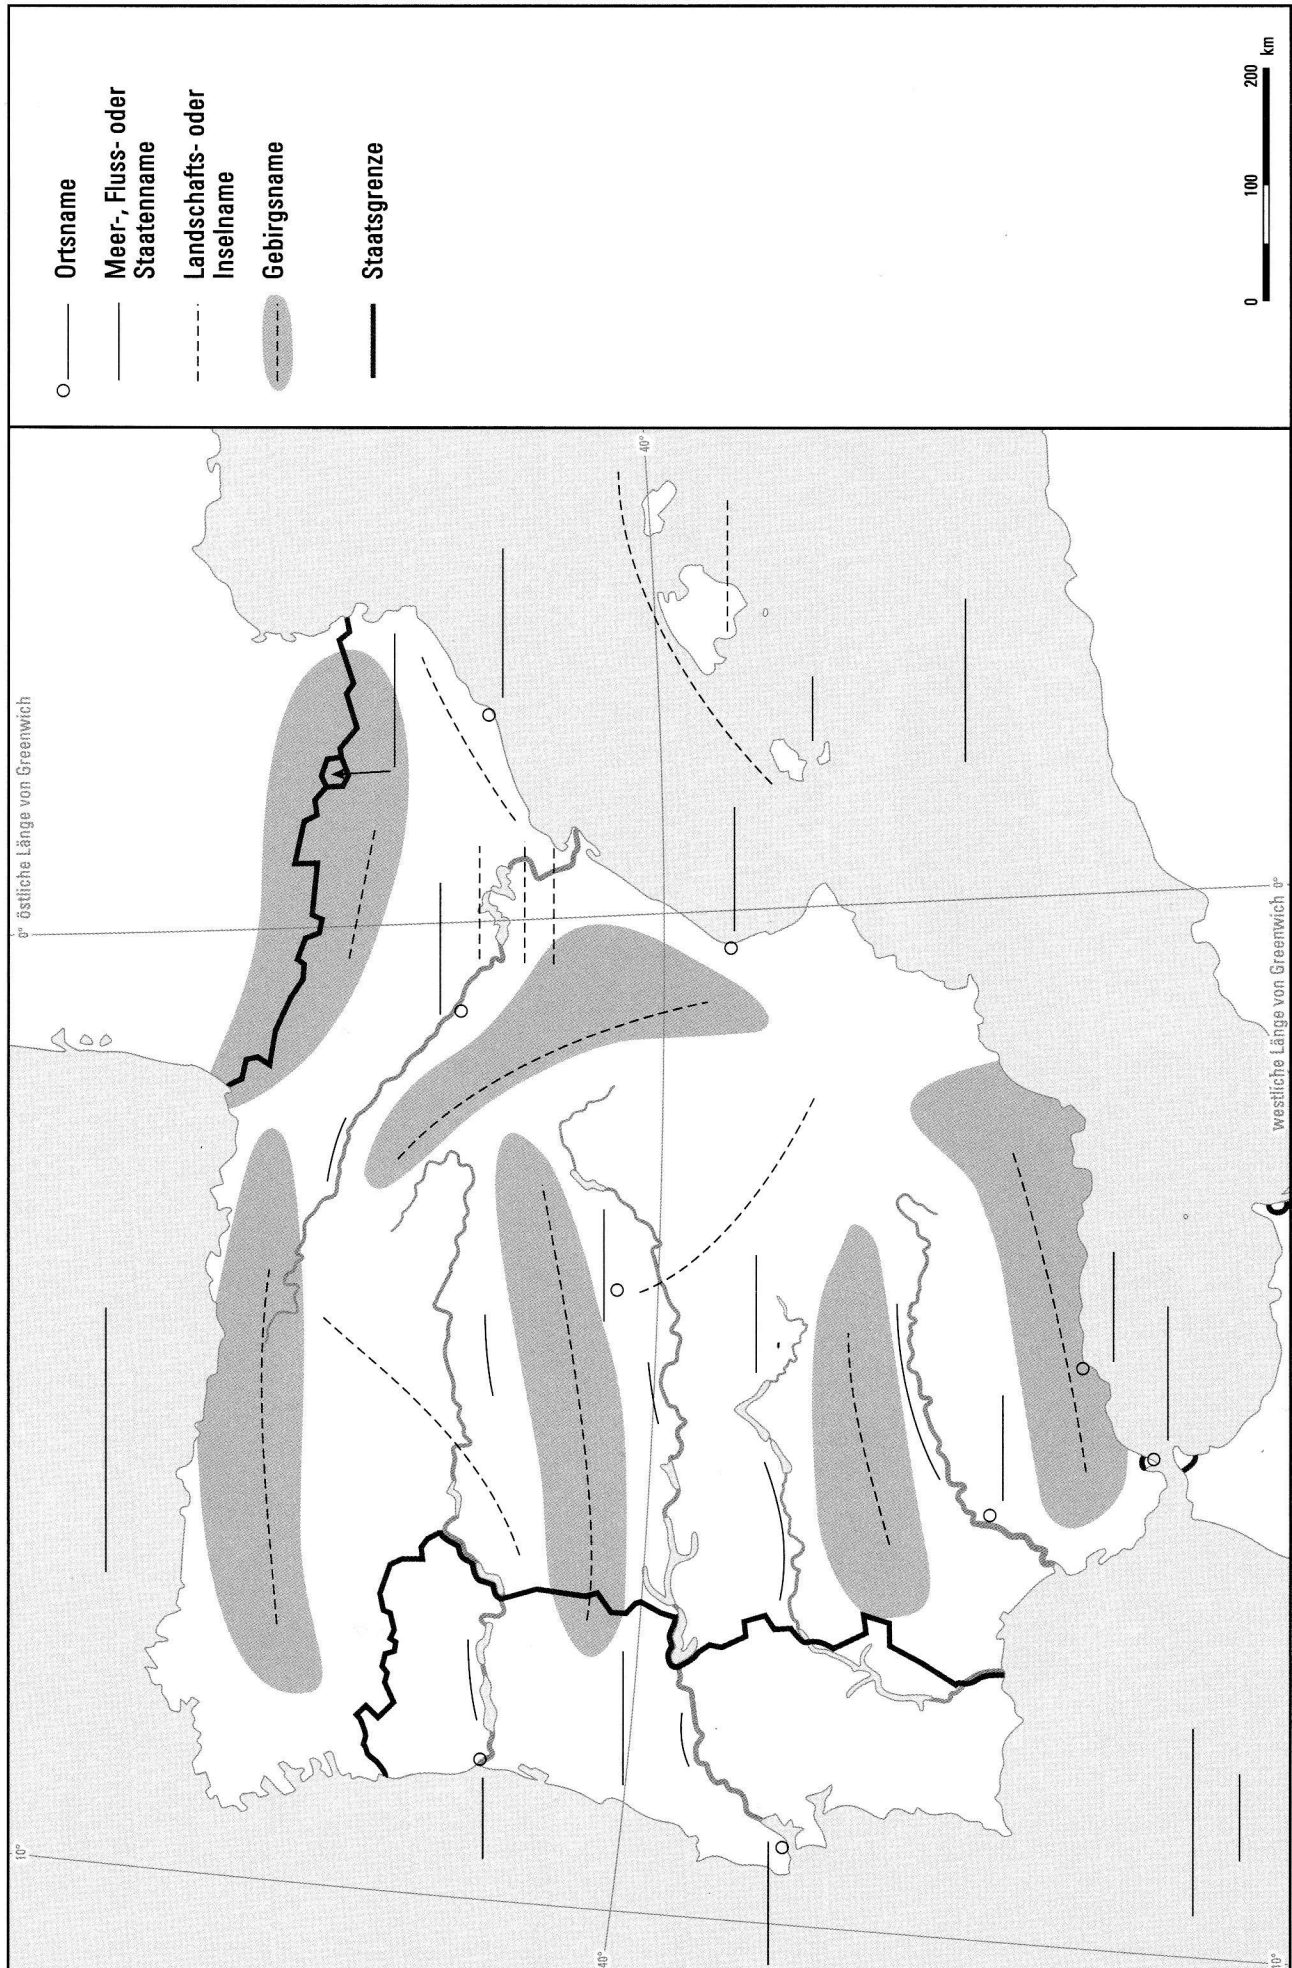 Ortsname
Meer-, Fluss- oder
Staatenname
Landschafts- oder
Inselname
Gebirgsname
Staatsgrenze
0 100 200 km
10°
0° östliche Länge von Greenwich
40°
40°
10°
westliche Länge von Greenwich 0°